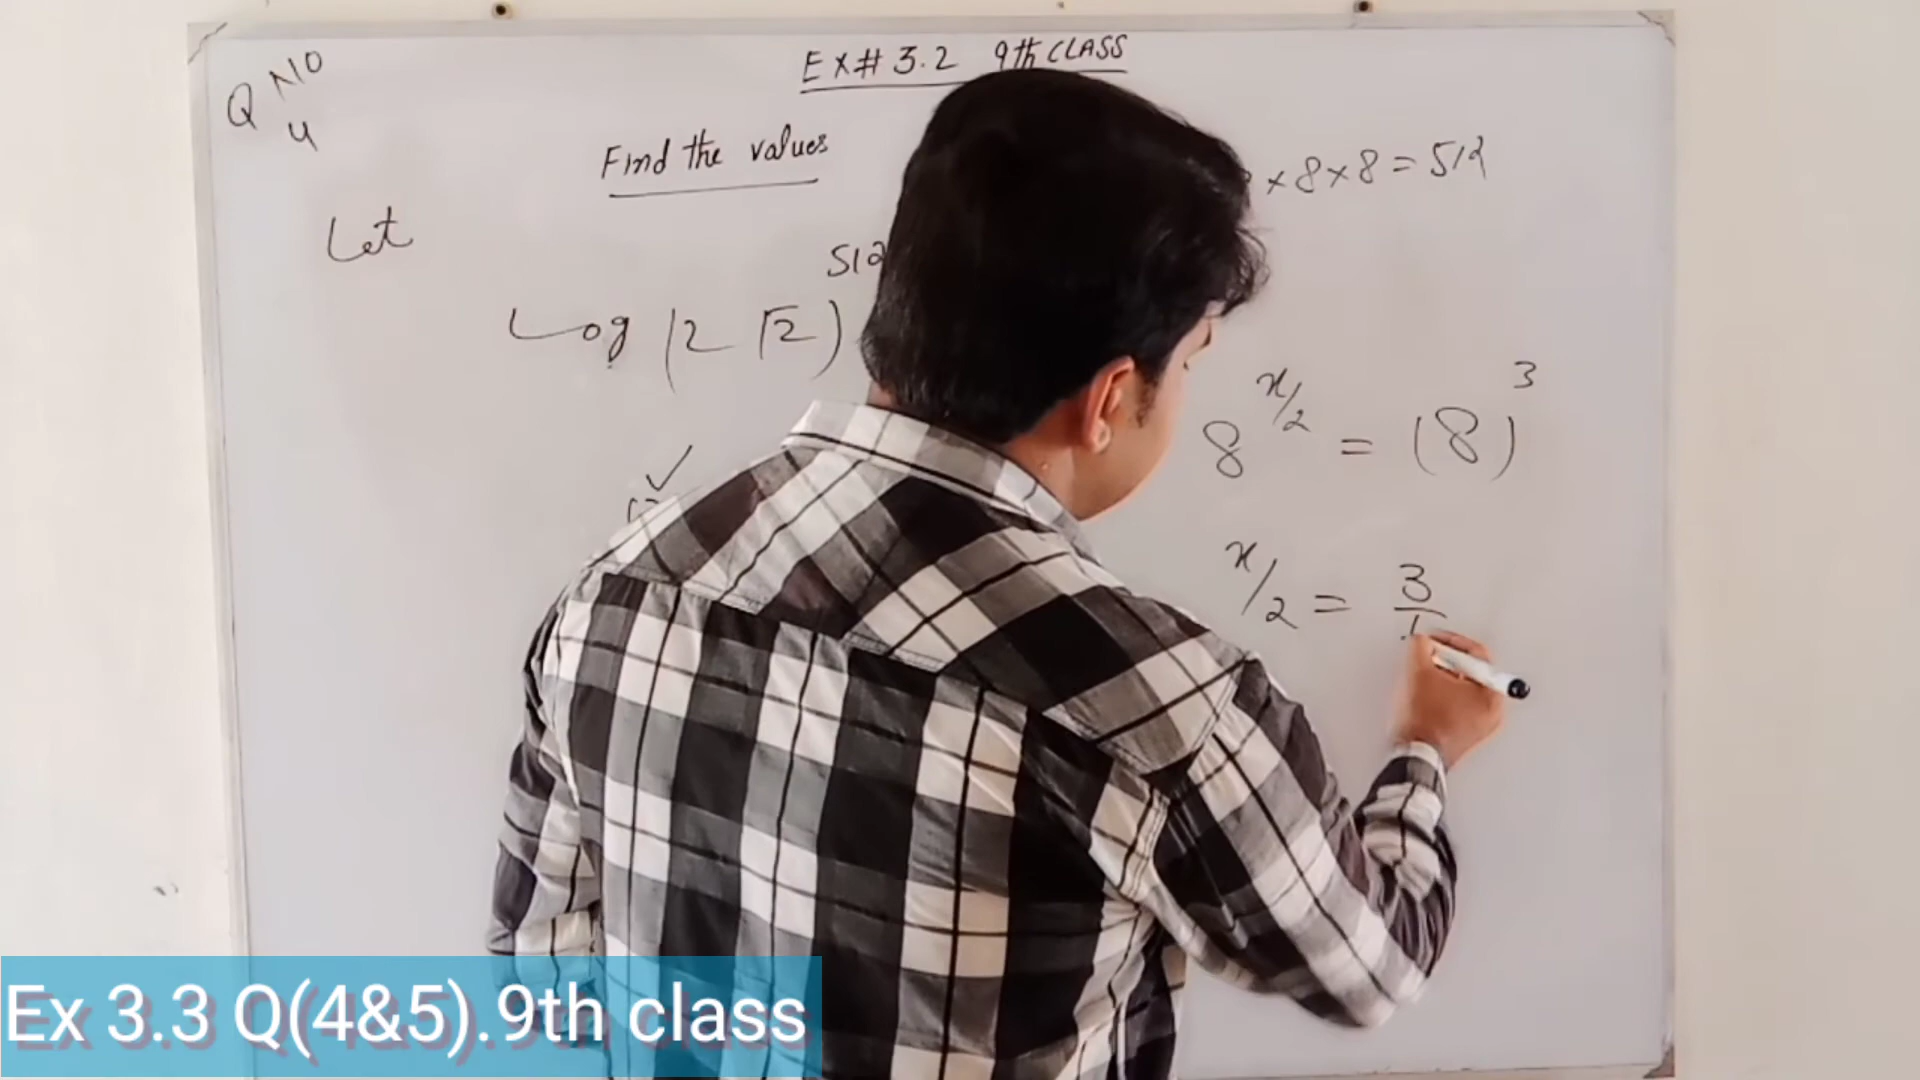 Ex# 3.2 9th CLASS
Q NO
4
Find the values
× 8 × 8 = 512
Let
512
Log (2 √2)
8^x/2 = (8)^3
x/2 = 3
Ex 3.3 Q(4&5).9th class